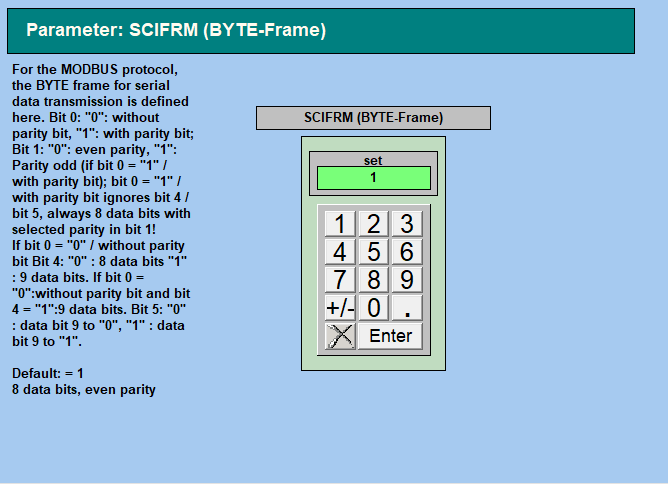 Parameter: SCIFRM (BYTE-Frame)
For the MODBUS protocol,
the BYTE frame for serial
data transmission is defined
here. Bit 0: "0": without
parity bit, "1": with parity bit;
Bit 1: "0": even parity, "1":
Parity odd (if bit 0 = "1" /
with parity bit); bit 0 = "1" /
with parity bit ignores bit 4 /
bit 5, always 8 data bits with
selected parity in bit 1!
If bit 0 = "0" / without parity
bit Bit 4: "0" : 8 data bits "1"
: 9 data bits. If bit 0 =
"0":without parity bit and bit
4 = "1":9 data bits. Bit 5: "0"
: data bit 9 to "0", "1" : data
bit 9 to "1".
Default: = 1
8 data bits, even parity
SCIFRM (BYTE-Frame)
set
1
1 2 3
4 5 6
7 8 9
+/- 0 .
Enter